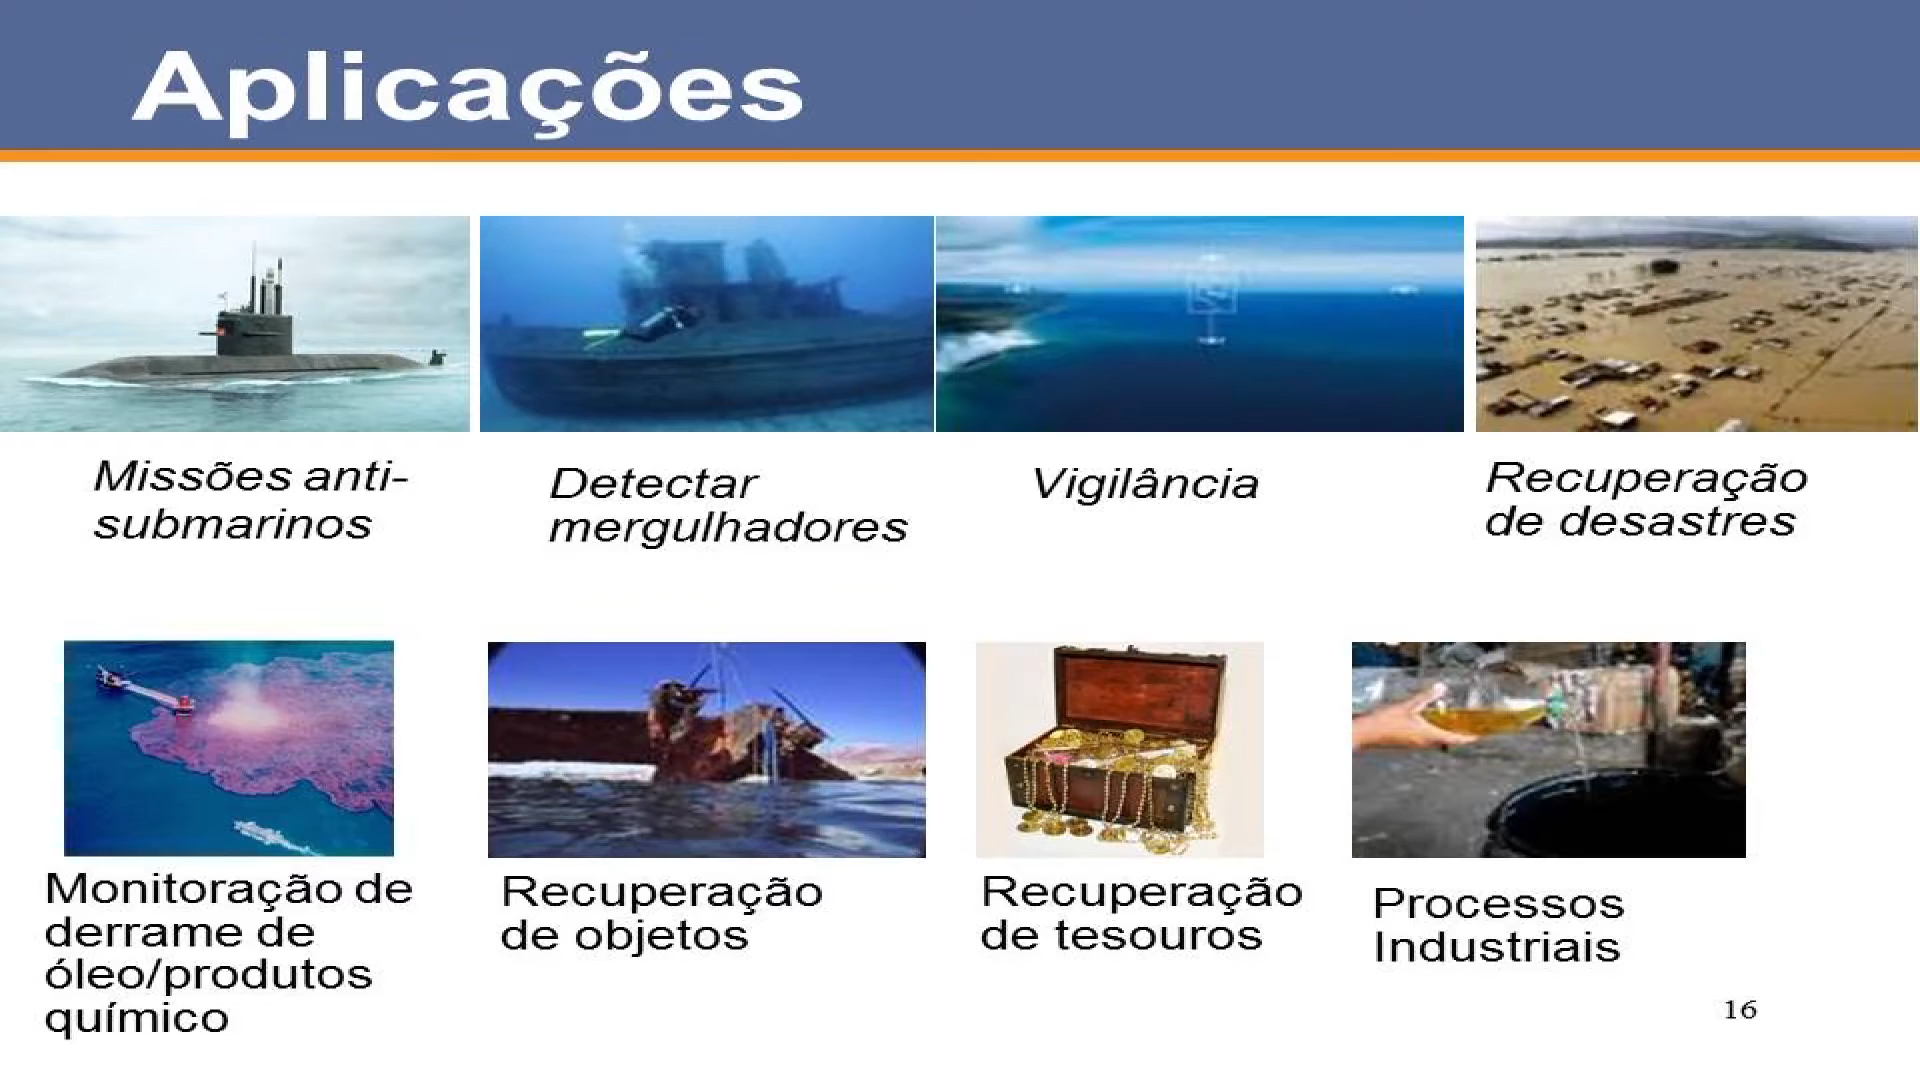 Aplicações
Missões anti-
submarinos
Detectar
mergulhadores
Vigilância
Recuperação
de desastres
Monitoração de
derrame de
óleo/produtos
químico
Recuperação
de objetos
Recuperação
de tesouros
Processos
Industriais
16